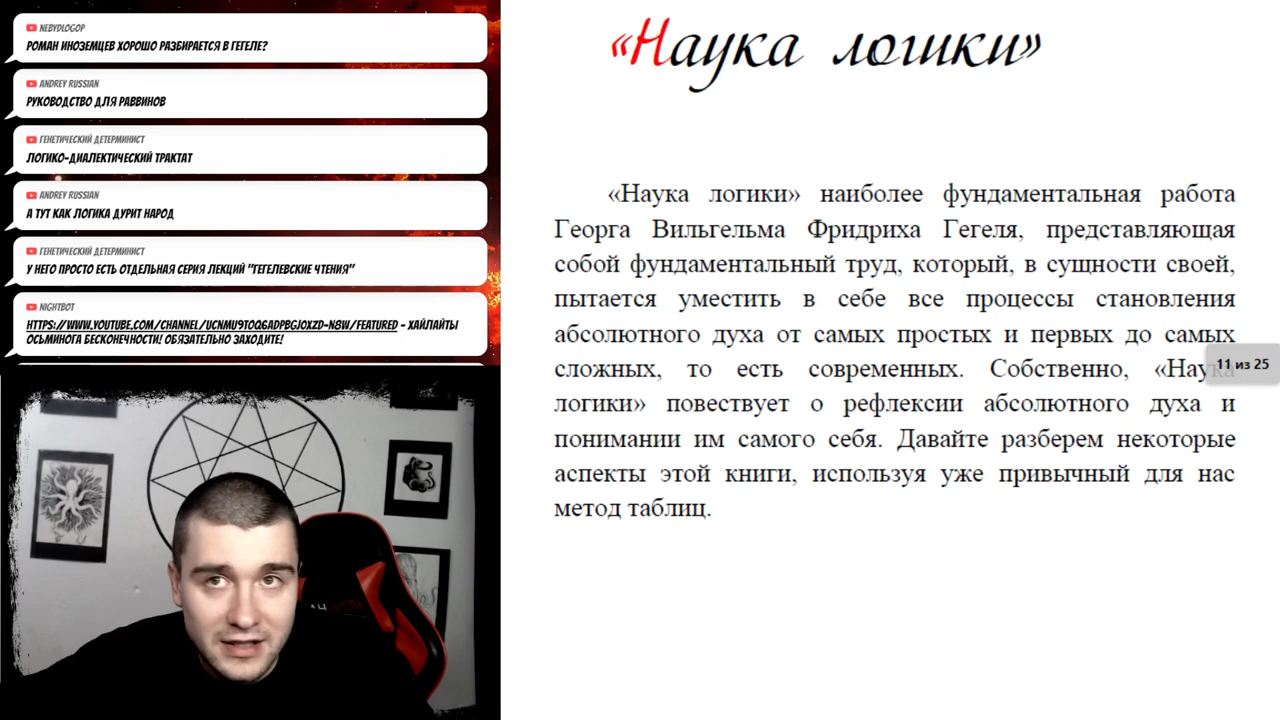 NEBYDLOGOP
РОМАН ИНОЗЕМЦЕВ ХОРОШО РАЗБИРАЕТСЯ В ГЕГЕЛЕ?
ANDREY RUSSIAN
РУКОВОДСТВО ДЛЯ РАВВИНОВ
ГЕНЕТИЧЕСКИЙ ДЕТЕРМИНИСТ
ЛОГИКО-ДИАЛЕКТИЧЕСКИЙ ТРАКТАТ
ANDREY RUSSIAN
А ТУТ КАК ЛОГИКА ДУРИТ НАРОД
ГЕНЕТИЧЕСКИЙ ДЕТЕРМИНИСТ
У НЕГО ПРОСТО ЕСТЬ ОТДЕЛЬНАЯ СЕРИЯ ЛЕКЦИЙ "ГЕГЕЛЕВСКИЕ ЧТЕНИЯ"
NIGHTBOT
- ХАЙЛАЙТЫ
ОСЬМИНОГА БЕСКОНЕЧНОСТИ! ОБЯЗАТЕЛЬНО ЗАХОДИТЕ!
«Наука логики»
«Наука логики» наиболее фундаментальная работа
Георга Вильгельма Фридриха Гегеля, представляющая
собой фундаментальный труд, который, в сущности своей,
пытается уместить в себе все процессы становления
абсолютного духа от самых простых и первых до самых
сложных, то есть современных. Собственно, «Наука
11 из 25
логики» повествует о рефлексии абсолютного духа и
понимании им самого себя. Давайте разберем некоторые
аспекты этой книги, используя уже привычный для нас
метод таблиц.